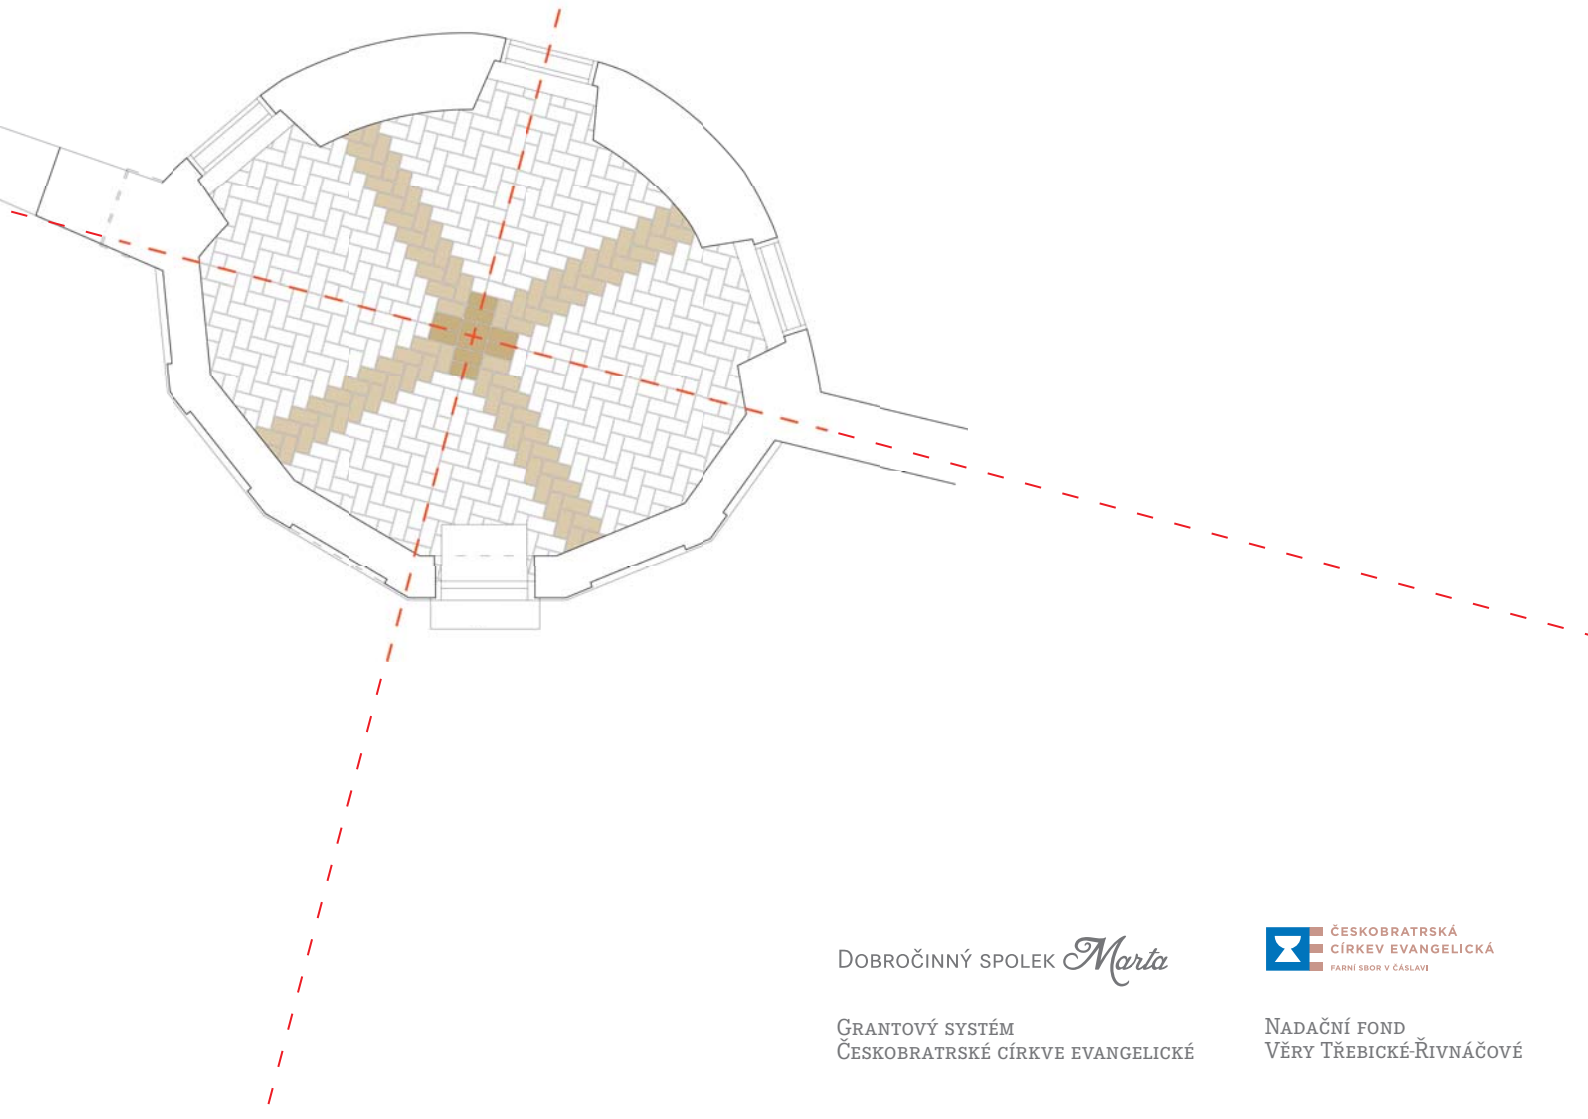 DOBROČINNÝ SPOLEK Marta
ČESKOBRATRSKÁ
CÍRKEV EVANGELICKÁ
FARNÍ SBOR V ČÁSLAVI
GRANTOVÝ SYSTÉM
ČESKOBRATRSKÉ CÍRKVE EVANGELICKÉ
NADAČNÍ FOND
VĚRY TŘEBICKÉ-ŘIVNÁČOVÉ